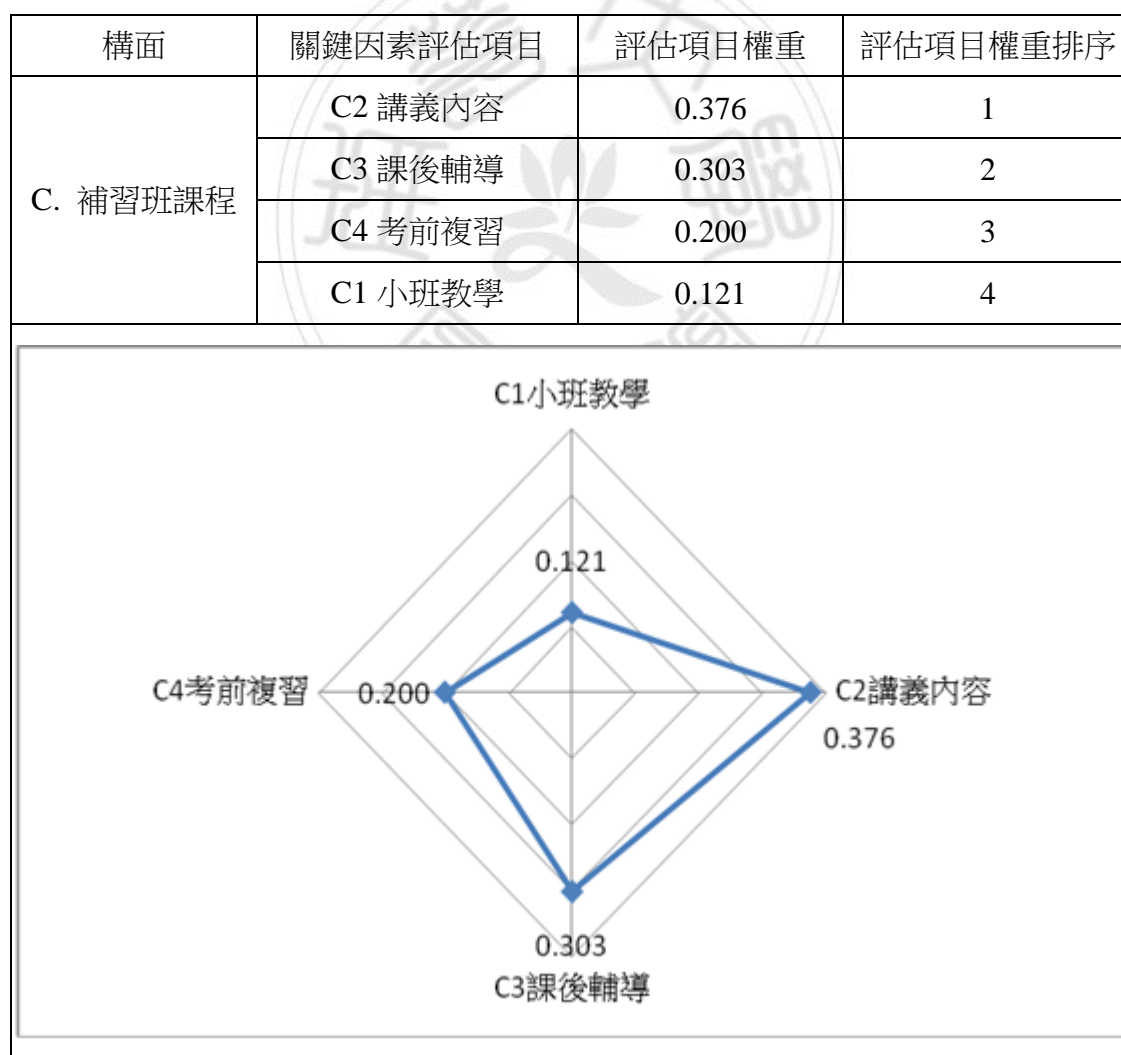 構面 關鍵因素評估項目 評估項目權重 評估項目權重排序
C. 補習班課程
C2 講義內容 0.376 1
C3 課後輔導 0.303 2
C4 考前複習 0.200 3
C1 小班教學 0.121 4
C1小班教學
0.121
C4考前複習 0.200 C2講義內容
0.376
0.303
C3課後輔導